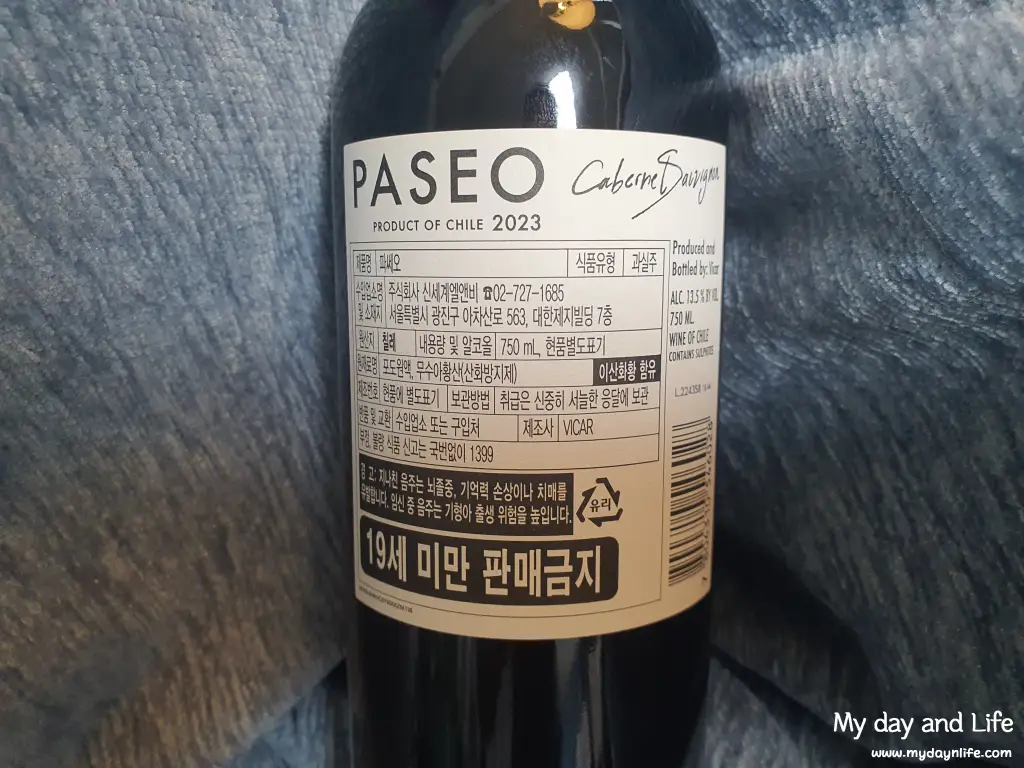 PASEO
Cabernet Sauvignon
PRODUCT OF CHILE 2023
제품명 파쎄오 식품유형 과실주
수입업소명 주식회사 신세계엘앤비 ☎02-727-1685
및 소재지 서울특별시 광진구 아차산로 563, 대한제지빌딩 7층
원산지 칠레 내용량 및 알코올 750 mL, 현품별도표기
원재료명 포도원액, 무수아황산(산화방지제) 이산화황 함유
제조번호 현품에 별도표기 보관방법 취급은 신중히 서늘한 응달에 보관
반품 및 교환 수입업소 또는 구입처 제조사 VICAR
부정, 불량 식품 신고는 국번없이 1399
경 고: 지나친 음주는 뇌졸중, 기억력 손상이나 치매를
유발합니다. 임신 중 음주는 기형아 출생 위험을 높입니다.
유리
19세 미만 판매금지
Produced and
Bottled by: Vicar
ALC. 13.5 % BY VOL.
750 ML.
WINE OF CHILE
CONTAINS SULPHITES
My day and Life
www.mydaynlife.com